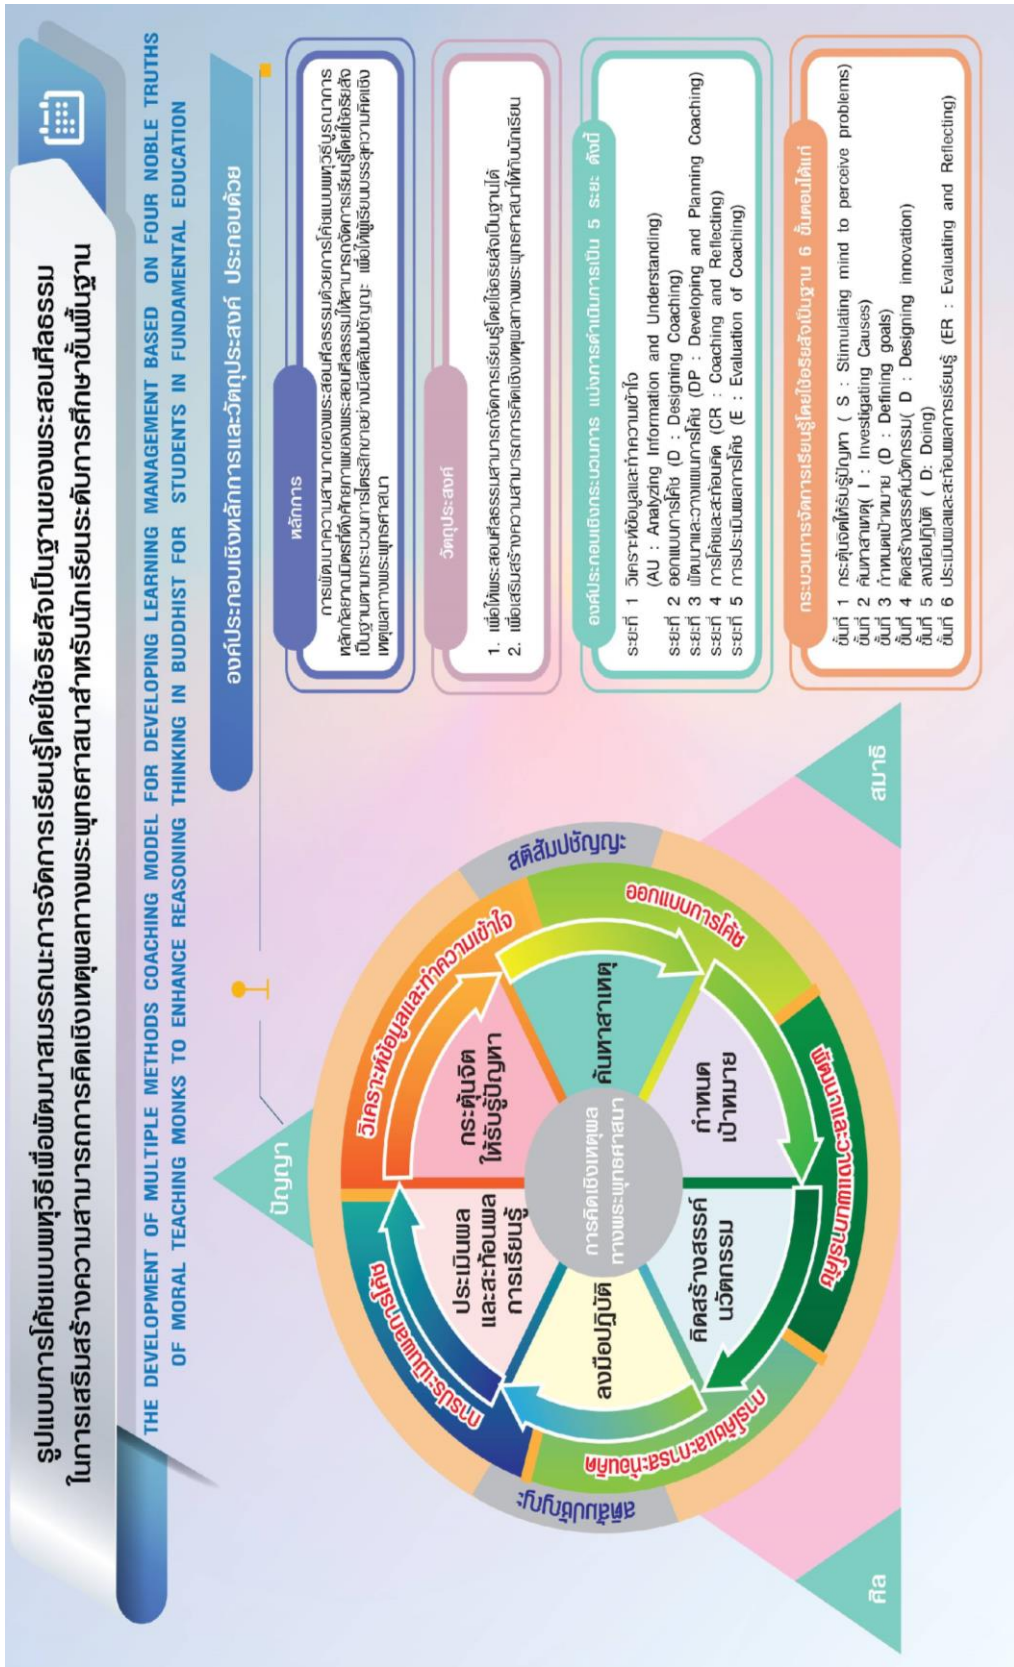 รูปแบบการโค้ชแบบพหุวิธีเพื่อพัฒนาสมรรถนะการจัดการเรียนรู้โดยใช้อริยสัจเป็นฐานของพระสอนศีลธรรม
ในการเสริมสร้างความสามารถการคิดเชิงเหตุผลทางพระพุทธศาสนาสำหรับนักเรียนระดับการศึกษาขั้นพื้นฐาน
THE DEVELOPMENT OF MULTIPLE METHODS COACHING MODEL FOR DEVELOPING LEARNING MANAGEMENT BASED ON FOUR NOBLE TRUTHS
OF MORAL TEACHING MONKS TO ENHANCE REASONING THINKING IN BUDDHIST FOR STUDENTS IN FUNDAMENTAL EDUCATION
ปัญญา
วิเคราะห์ข้อมูลและทำความเข้าใจ
สติสัมปชัญญะ
ออกแบบการโค้ช
พัฒนาและวางแผนการโค้ช
การโค้ชและการสะท้อนคิด
สติสัมปชัญญะ
การประเมินผลการโค้ช
กระตุ้นจิต
ให้รับรู้ปัญหา
ค้นหาสาเหตุ
กำหนด
เป้าหมาย
คิดสร้างสรรค์
นวัตกรรม
ลงมือปฏิบัติ
ประเมินผล
และสะท้อนผล
การเรียนรู้
การคิดเชิงเหตุผล
ทางพระพุทธศาสนา
ศีล
สมาธิ
องค์ประกอบเชิงหลักการและวัตถุประสงค์ ประกอบด้วย
หลักการ
การพัฒนาความสามารถของพระสอนศีลธรรมด้วยการโค้ชแบบพหุวิธีบูรณาการ
หลักกัลยาณมิตรที่ดึงศักยภาพของพระสอนศีลธรรมให้สามารถจัดการเรียนรู้โดยใช้อริยสัจ
เป็นฐานตามกระบวนการไตรสิกขาอย่างมีสติสัมปชัญญะ เพื่อให้ผู้เรียนบรรลุความคิดเชิง
เหตุผลทางพระพุทธศาสนา
วัตถุประสงค์
1. เพื่อให้พระสอนศีลธรรมสามารถจัดการเรียนรู้โดยใช้อริยสัจเป็นฐานได้
2. เพื่อเสริมสร้างความสามารถการคิดเชิงเหตุผลทางพระพุทธศาสนาให้กับนักเรียน
องค์ประกอบเชิงกระบวนการ แบ่งการดำเนินการเป็น 5 ระยะ ดังนี้
ระยะที่ 1 วิเคราะห์ข้อมูลและทำความเข้าใจ
(AU : Analyzing Information and Understanding)
ระยะที่ 2 ออกแบบการโค้ช (D : Designing Coaching)
ระยะที่ 3 พัฒนาและวางแผนการโค้ช (DP : Developing and Planning Coaching)
ระยะที่ 4 การโค้ชและสะท้อนคิด (CR : Coaching and Reflecting)
ระยะที่ 5 การประเมินผลการโค้ช (E : Evaluation of Coaching)
กระบวนการจัดการเรียนรู้โดยใช้อริยสัจเป็นฐาน 6 ขั้นตอนได้แก่
ขั้นที่ 1 กระตุ้นจิตให้รับรู้ปัญหา ( S : Stimulating mind to perceive problems)
ขั้นที่ 2 ค้นหาสาเหตุ( I : Investigating Causes)
ขั้นที่ 3 กำหนดเป้าหมาย (D : Defining goals)
ขั้นที่ 4 คิดสร้างสรรค์นวัตกรรม( D : Designing innovation)
ขั้นที่ 5 ลงมือปฏิบัติ ( D: Doing)
ขั้นที่ 6 ประเมินผลและสะท้อนผลการเรียนรู้ (ER : Evaluating and Reflecting)